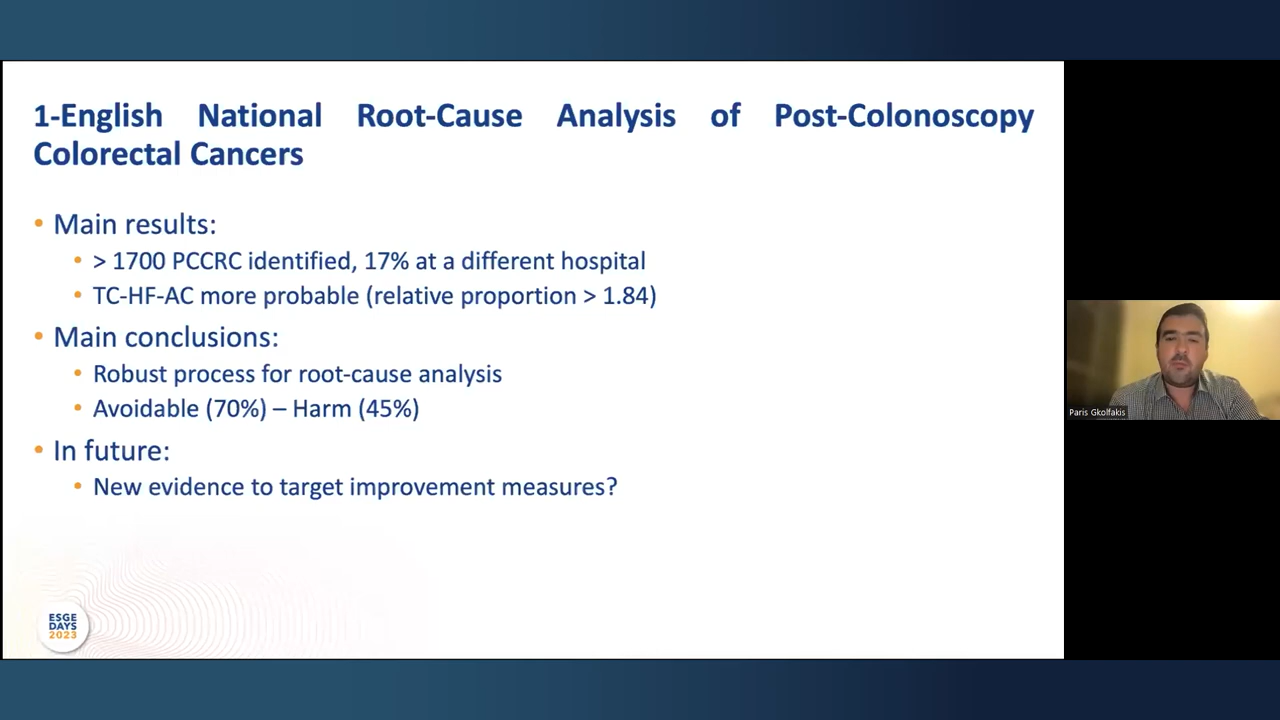 1-English National Root-Cause Analysis of Post-Colonoscopy
Colorectal Cancers
• Main results:
• > 1700 PCCRC identified, 17% at a different hospital
• TC-HF-AC more probable (relative proportion > 1.84)
• Main conclusions:
• Robust process for root-cause analysis
• Avoidable (70%) – Harm (45%)
• In future:
• New evidence to target improvement measures?
ESGE
DAYS
2023
Paris Gkolfakis